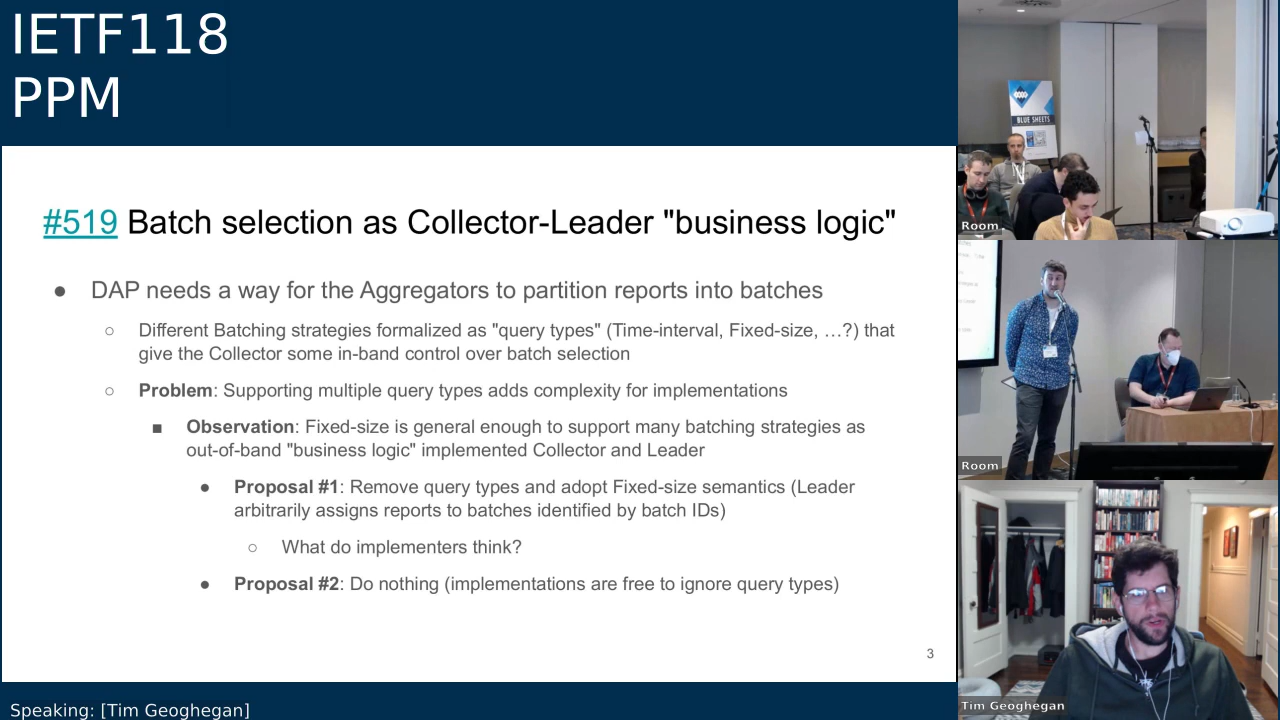 IETF118
PPM
#519 Batch selection as Collector-Leader "business logic"
● DAP needs a way for the Aggregators to partition reports into batches
○ Different Batching strategies formalized as "query types" (Time-interval, Fixed-size, …?) that
give the Collector some in-band control over batch selection
○ Problem: Supporting multiple query types adds complexity for implementations
■ Observation: Fixed-size is general enough to support many batching strategies as
out-of-band "business logic" implemented Collector and Leader
● Proposal #1: Remove query types and adopt Fixed-size semantics (Leader
arbitrarily assigns reports to batches identified by batch IDs)
○ What do implementers think?
● Proposal #2: Do nothing (implementations are free to ignore query types)
3
Speaking: [Tim Geoghegan]
BLUE SHEETS
Room
Room
Tim Geoghegan